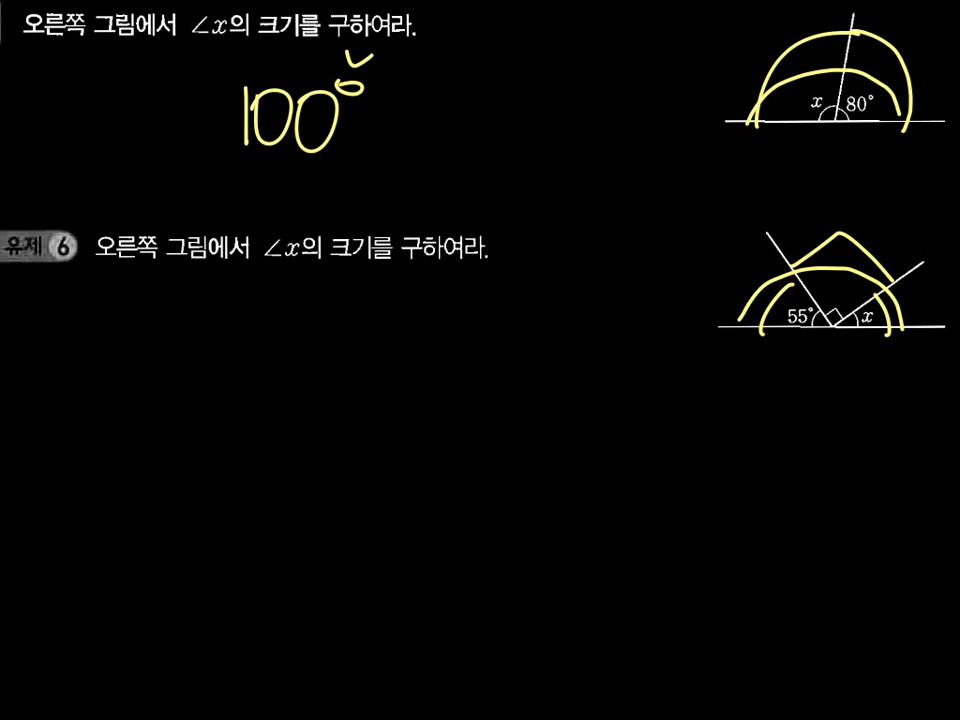 오른쪽 그림에서 ∠x의 크기를 구하여라.
100°
x 80°
유제 6 오른쪽 그림에서 ∠x의 크기를 구하여라.
55° x